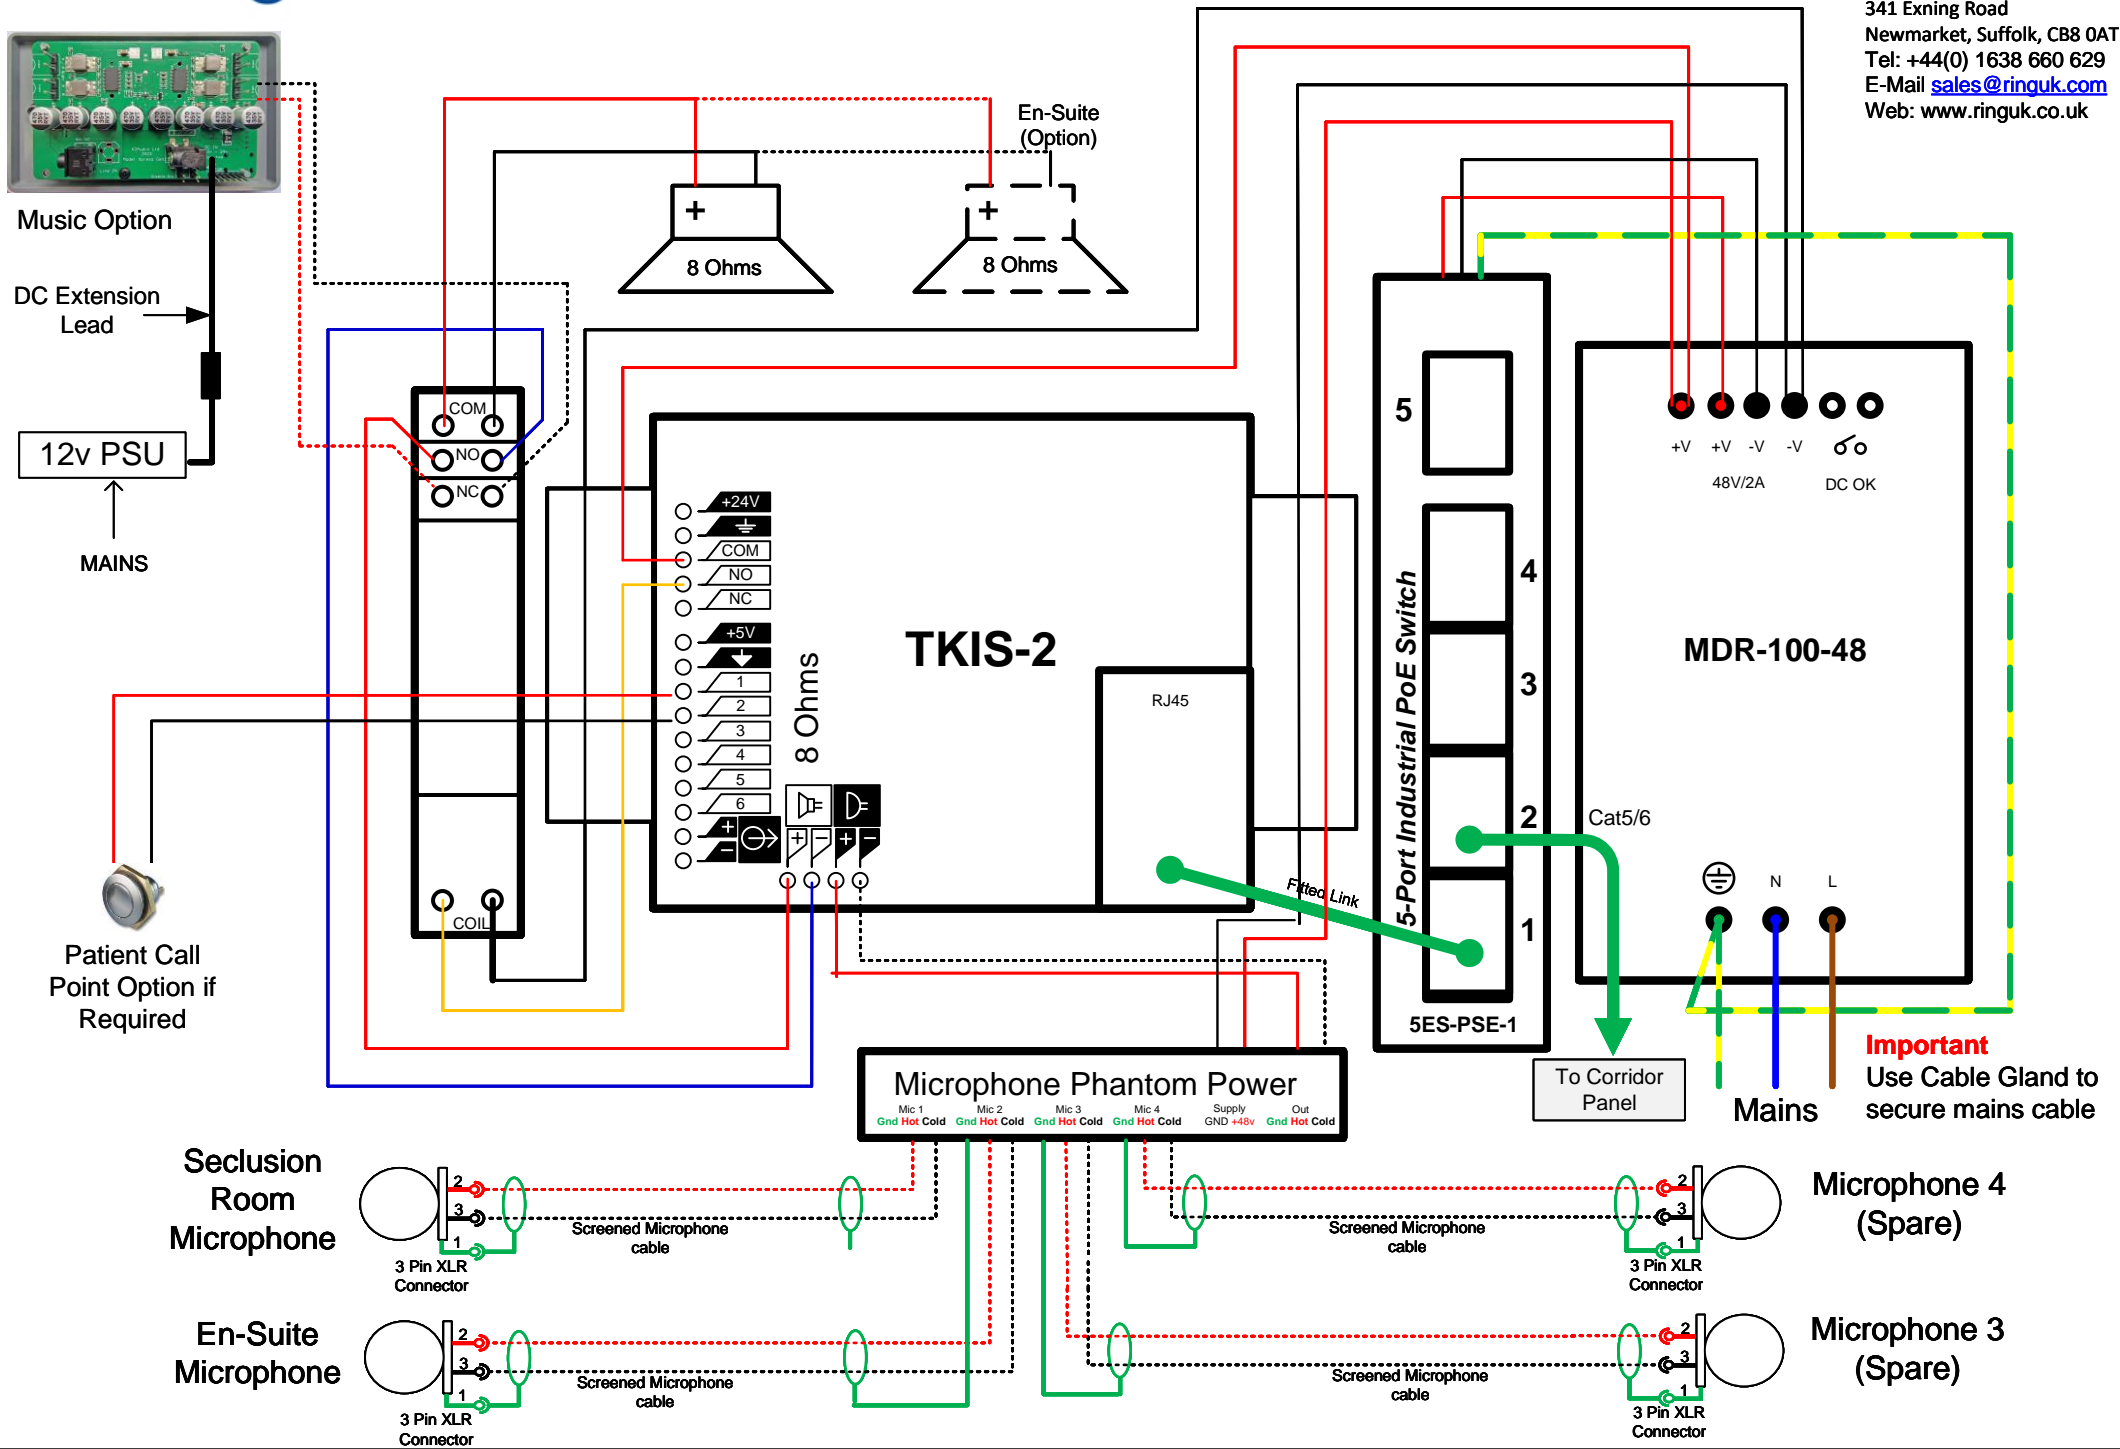 341 Exning Road
Newmarket, Suffolk, CB8 0AT
Tel: +44(0) 1638 660 629
E-Mail sales@ringuk.com
Web: www.ringuk.co.uk
Music Option
DC Extension
Lead
12v PSU
MAINS
En-Suite
(Option)
+
8 Ohms
+
8 Ohms
COM
NO
NC
COIL
Patient Call
Point Option if
Required
TKIS-2
+24V
COM
NO
NC
+5V
1
2
3
4
5
6
+
−
8 Ohms
+ − + −
RJ45
Fitted Link
5-Port Industrial PoE Switch
5
4
3
2
1
5ES-PSE-1
Cat5/6
To Corridor
Panel
+V +V -V -V
48V/2A
DC OK
MDR-100-48
N L
Mains
Important
Use Cable Gland to
secure mains cable
Microphone Phantom Power
Mic 1 Mic 2 Mic 3 Mic 4 Supply Out
Gnd Hot Cold Gnd Hot Cold Gnd Hot Cold Gnd Hot Cold GND +48v Gnd Hot Cold
Seclusion
Room
Microphone
2
3
1
3 Pin XLR
Connector
Screened Microphone
cable
Screened Microphone
cable
2
3
1
3 Pin XLR
Connector
Microphone 4
(Spare)
En-Suite
Microphone
2
3
1
3 Pin XLR
Connector
Screened Microphone
cable
Screened Microphone
cable
2
3
1
3 Pin XLR
Connector
Microphone 3
(Spare)